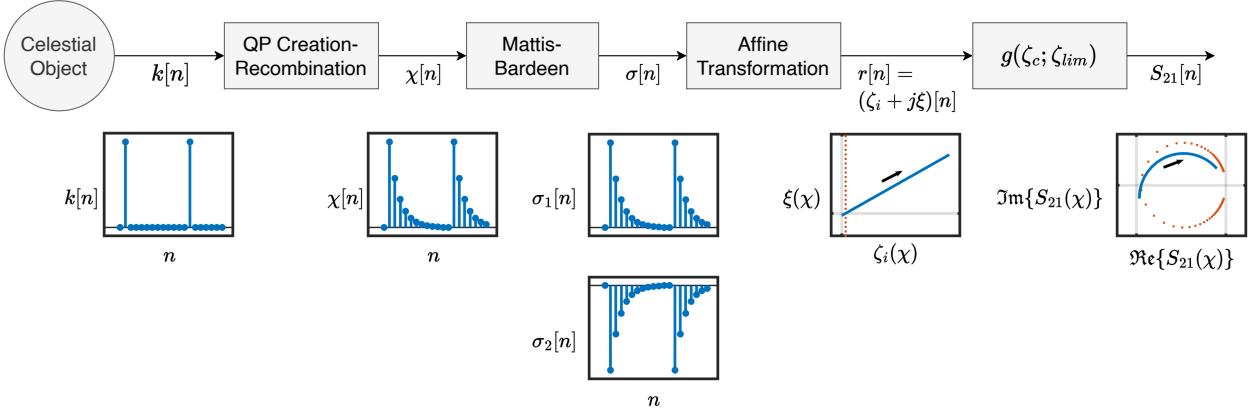 Celestial
Object
k[n]
QP Creation-
Recombination
χ[n]
Mattis-
Bardeen
σ[n]
Affine
Transformation
r[n] =
(ζ_i + jξ)[n]
g(ζ_c; ζ_lim)
S_21[n]
k[n]
n
χ[n]
n
σ_1[n]
σ_2[n]
n
ξ(χ)
ζ_i(χ)
ℑm{S_21(χ)}
ℜe{S_21(χ)}